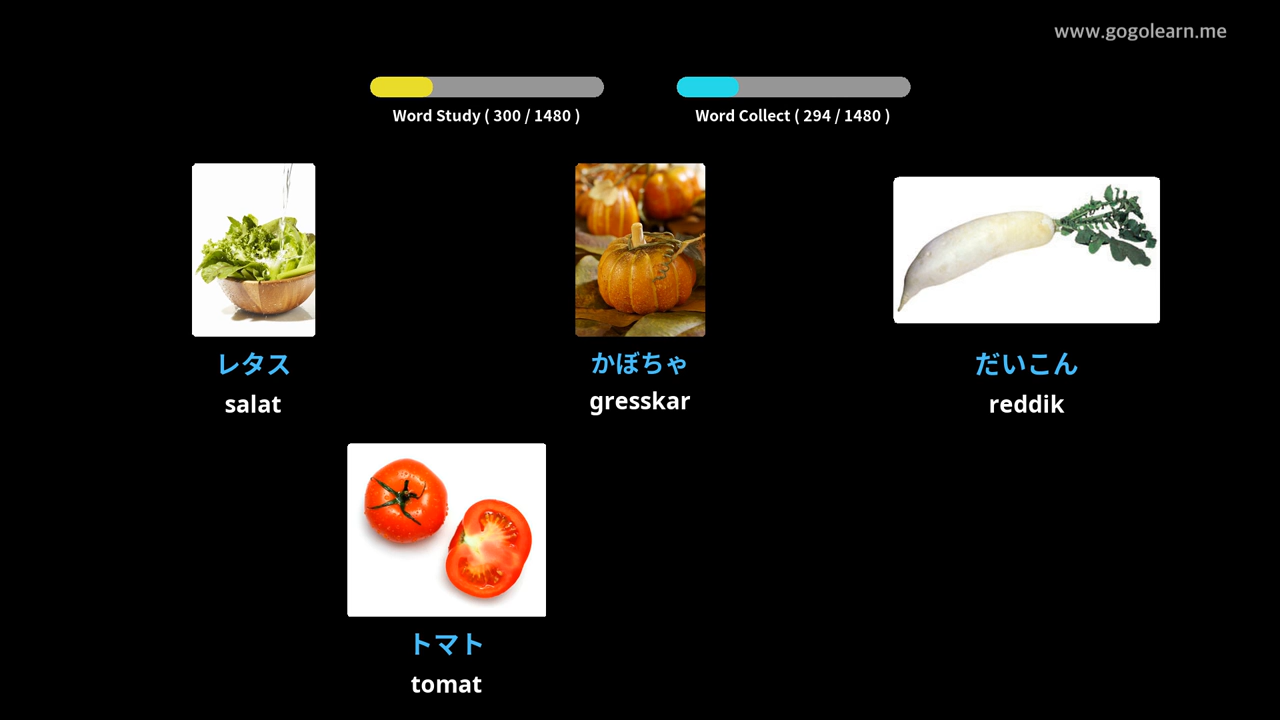 www.gogolearn.me
Word Study ( 300 / 1480 )
Word Collect ( 294 / 1480 )
レタス
salat
かぼちゃ
gresskar
だいこん
reddik
トマト
tomat